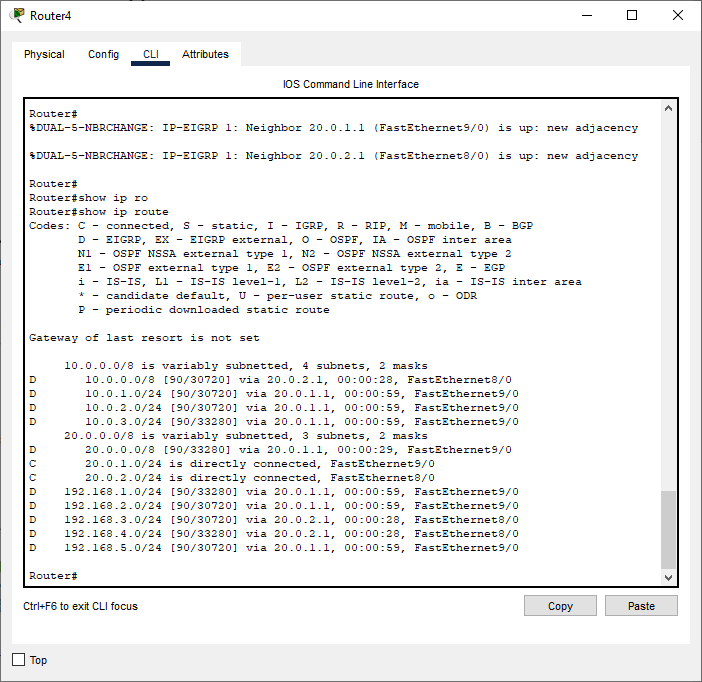 Router4
Physical Config CLI Attributes
IOS Command Line Interface
Router#
%DUAL-5-NBRCHANGE: IP-EIGRP 1: Neighbor 20.0.1.1 (FastEthernet9/0) is up: new adjacency
%DUAL-5-NBRCHANGE: IP-EIGRP 1: Neighbor 20.0.2.1 (FastEthernet8/0) is up: new adjacency
Router#
Router#show ip ro
Router#show ip route
Codes: C - connected, S - static, I - IGRP, R - RIP, M - mobile, B - BGP
D - EIGRP, EX - EIGRP external, O - OSPF, IA - OSPF inter area
N1 - OSPF NSSA external type 1, N2 - OSPF NSSA external type 2
E1 - OSPF external type 1, E2 - OSPF external type 2, E - EGP
i - IS-IS, L1 - IS-IS level-1, L2 - IS-IS level-2, ia - IS-IS inter area
* - candidate default, U - per-user static route, o - ODR
P - periodic downloaded static route
Gateway of last resort is not set
10.0.0.0/8 is variably subnetted, 4 subnets, 2 masks
D 10.0.0.0/8 [90/30720] via 20.0.2.1, 00:00:28, FastEthernet8/0
D 10.0.1.0/24 [90/30720] via 20.0.1.1, 00:00:59, FastEthernet9/0
D 10.0.2.0/24 [90/30720] via 20.0.1.1, 00:00:59, FastEthernet9/0
D 10.0.3.0/24 [90/33280] via 20.0.1.1, 00:00:59, FastEthernet9/0
20.0.0.0/8 is variably subnetted, 3 subnets, 2 masks
D 20.0.0.0/8 [90/33280] via 20.0.1.1, 00:00:29, FastEthernet9/0
C 20.0.1.0/24 is directly connected, FastEthernet9/0
C 20.0.2.0/24 is directly connected, FastEthernet8/0
D 192.168.1.0/24 [90/33280] via 20.0.1.1, 00:00:59, FastEthernet9/0
D 192.168.2.0/24 [90/30720] via 20.0.1.1, 00:00:59, FastEthernet9/0
D 192.168.3.0/24 [90/30720] via 20.0.2.1, 00:00:28, FastEthernet8/0
D 192.168.4.0/24 [90/33280] via 20.0.2.1, 00:00:28, FastEthernet8/0
D 192.168.5.0/24 [90/30720] via 20.0.1.1, 00:00:59, FastEthernet9/0
Router#
Ctrl+F6 to exit CLI focus
Copy Paste
Top